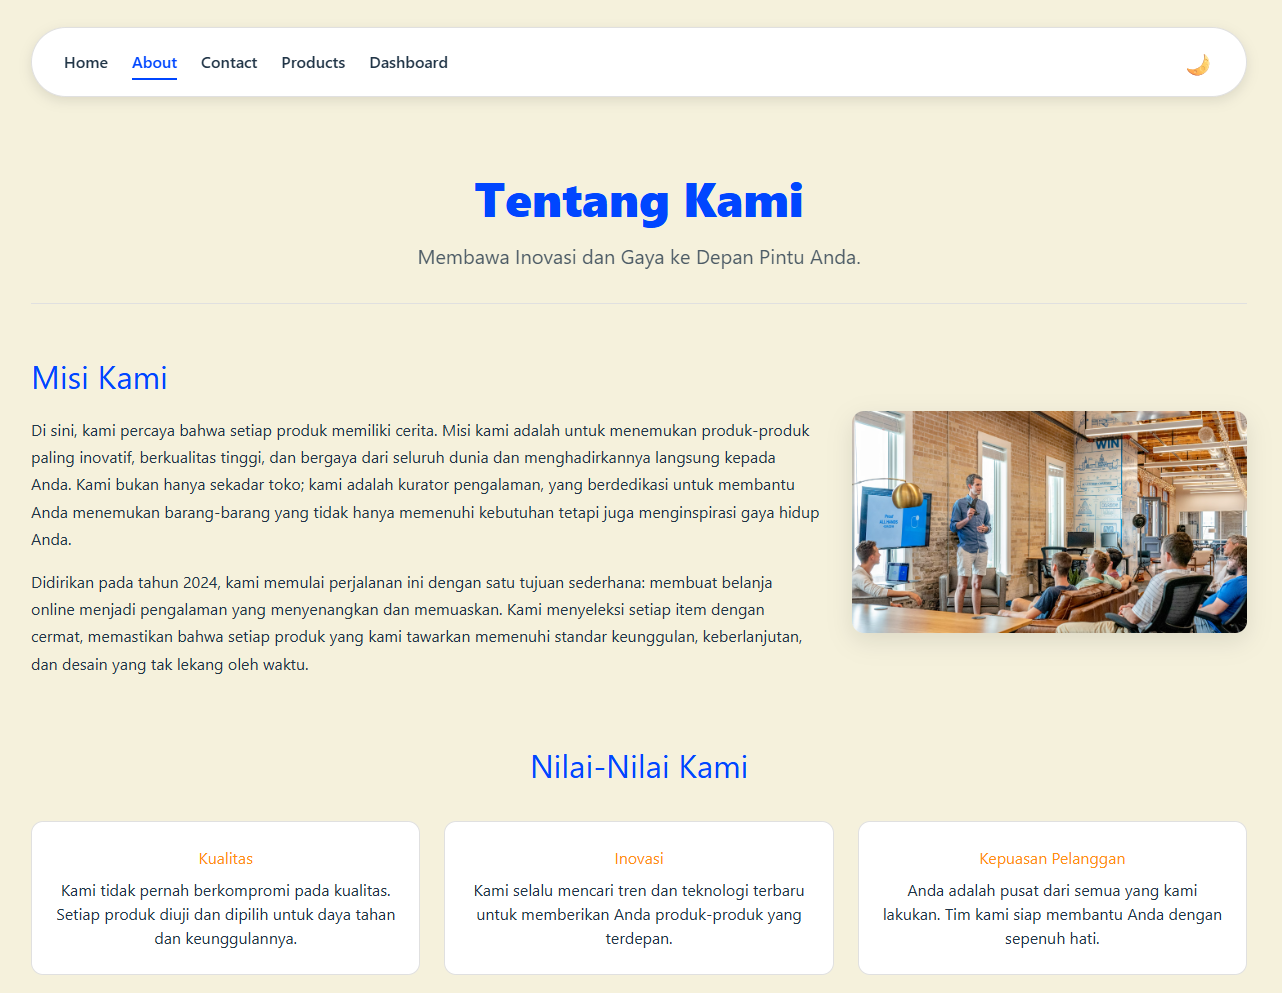 Home About Contact Products Dashboard
Tentang Kami
Membawa Inovasi dan Gaya ke Depan Pintu Anda.
Misi Kami
Di sini, kami percaya bahwa setiap produk memiliki cerita. Misi kami adalah untuk menemukan produk-produk
paling inovatif, berkualitas tinggi, dan bergaya dari seluruh dunia dan menghadirkannya langsung kepada
Anda. Kami bukan hanya sekadar toko; kami adalah kurator pengalaman, yang berdedikasi untuk membantu
Anda menemukan barang-barang yang tidak hanya memenuhi kebutuhan tetapi juga menginspirasi gaya hidup
Anda.
Didirikan pada tahun 2024, kami memulai perjalanan ini dengan satu tujuan sederhana: membuat belanja
online menjadi pengalaman yang menyenangkan dan memuaskan. Kami menyeleksi setiap item dengan
cermat, memastikan bahwa setiap produk yang kami tawarkan memenuhi standar keunggulan, keberlanjutan,
dan desain yang tak lekang oleh waktu.
WIN
Nilai-Nilai Kami
Kualitas
Kami tidak pernah berkompromi pada kualitas.
Setiap produk diuji dan dipilih untuk daya tahan
dan keunggulannya.
Inovasi
Kami selalu mencari tren dan teknologi terbaru
untuk memberikan Anda produk-produk yang
terdepan.
Kepuasan Pelanggan
Anda adalah pusat dari semua yang kami
lakukan. Tim kami siap membantu Anda dengan
sepenuh hati.